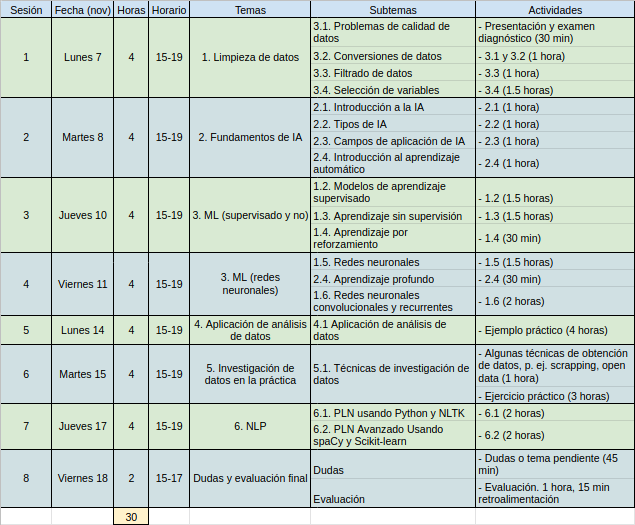 Sesión Fecha (nov) Horas Horario Temas Subtemas Actividades
1 Lunes 7 4 15-19 1. Limpieza de datos
3.1. Problemas de calidad de
datos
- Presentación y examen
diagnóstico (30 min)
3.2. Conversiones de datos
- 3.1 y 3.2 (1 hora)
3.3. Filtrado de datos
- 3.3 (1 hora)
3.4. Selección de variables
- 3.4 (1.5 horas)
2 Martes 8 4 15-19 2. Fundamentos de IA
2.1. Introducción a la IA
- 2.1 (1 hora)
2.2. Tipos de IA
- 2.2 (1 hora)
2.3. Campos de aplicación de IA
- 2.3 (1 hora)
2.4. Introducción al aprendizaje
automático
- 2.4 (1 hora)
3 Jueves 10 4 15-19 3. ML (supervisado y no)
1.2. Modelos de aprendizaje
supervisado
- 1.2 (1.5 horas)
1.3. Aprendizaje sin supervisión
- 1.3 (1.5 horas)
1.4. Aprendizaje por
reforzamiento
- 1.4 (30 min)
4 Viernes 11 4 15-19 3. ML (redes
neuronales)
1.5. Redes neuronales
- 1.5 (1.5 horas)
2.4. Aprendizaje profundo
- 2.4 (30 min)
1.6. Redes neuronales
convolucionales y recurrentes
- 1.6 (2 horas)
5 Lunes 14 4 15-19 4. Aplicación de análisis
de datos
4.1 Aplicación de análisis de
datos
- Ejemplo práctico (4 horas)
6 Martes 15 4 15-19 5. Investigación de
datos en la práctica
5.1. Técnicas de investigación de
datos
- Algunas técnicas de obtención
de datos, p. ej. scrapping, open
data (1 hora)
- Ejercicio práctico (3 horas)
7 Jueves 17 4 15-19 6. NLP
6.1. PLN usando Python y NLTK
- 6.1 (2 horas)
6.2. PLN Avanzado Usando
spaCy y Scikit-learn
- 6.2 (2 horas)
8 Viernes 18 2 15-17 Dudas y evaluación final
Dudas
- Dudas o tema pendiente (45
min)
Evaluación
- Evaluación. 1 hora, 15 min
retroalimentación
30